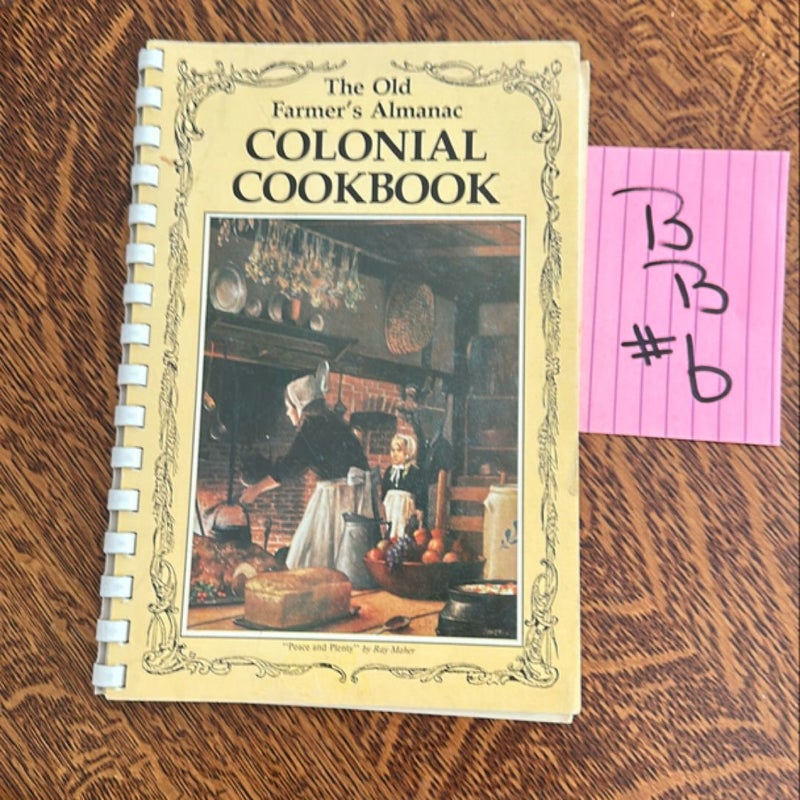 The Old
Farmer's Almanac
COLONIAL
COOKBOOK
"Peace and Plenty" by Ray Maher
B
B
#6